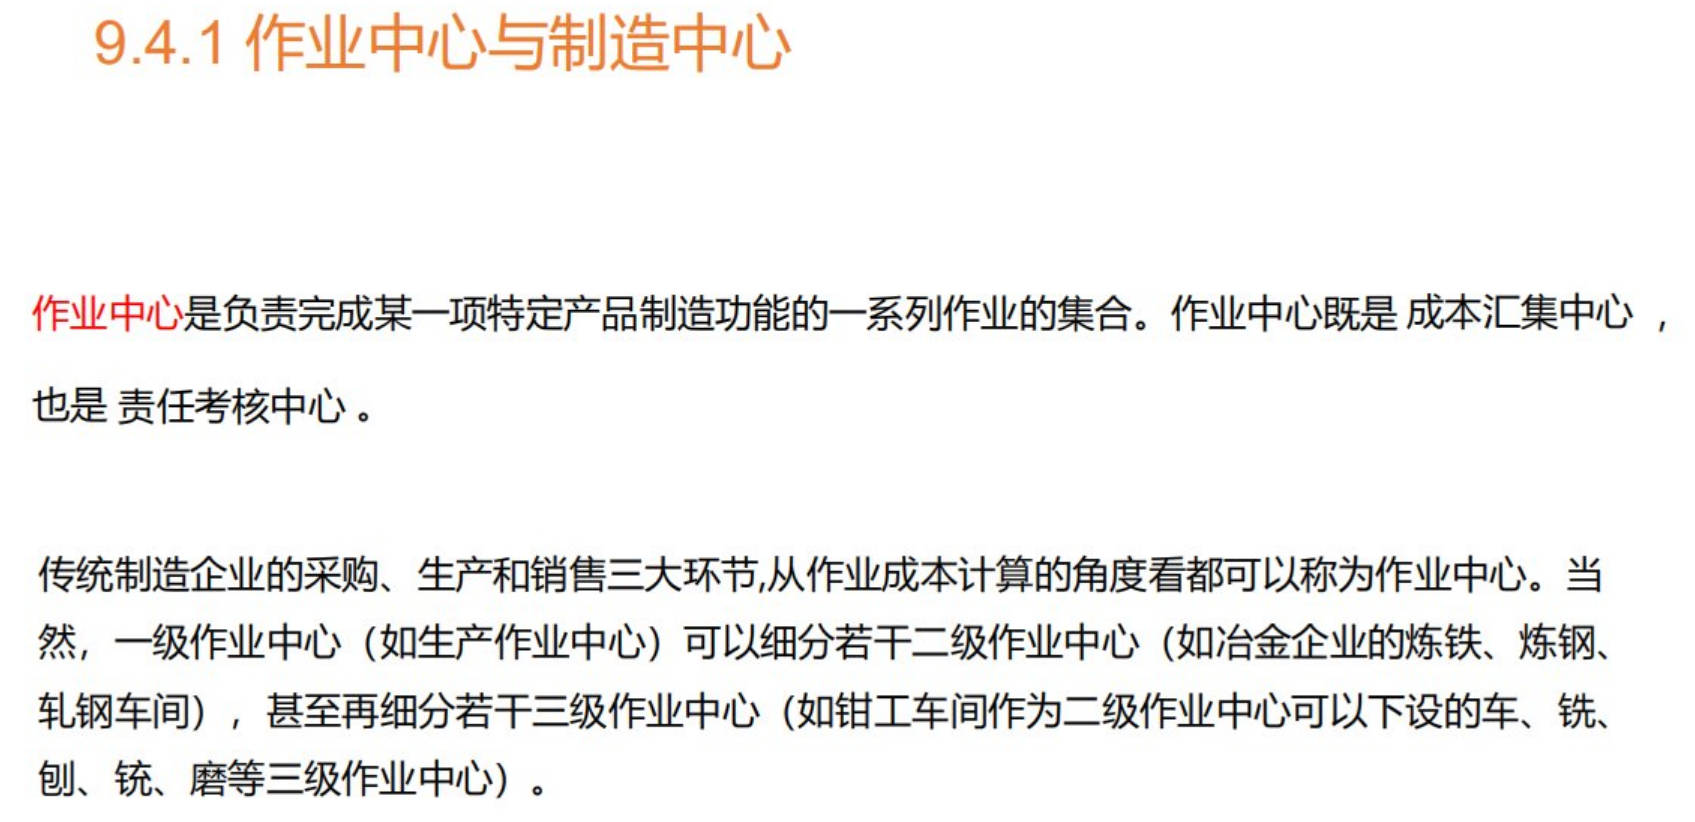 9.4.1 作业中心与制造中心
作业中心是负责完成某一项特定产品制造功能的一系列作业的集合。作业中心既是 成本汇集中心 ，
也是 责任考核中心 。
传统制造企业的采购、生产和销售三大环节,从作业成本计算的角度看都可以称为作业中心。当
然，一级作业中心（如生产作业中心）可以细分若干二级作业中心（如冶金企业的炼铁、炼钢、
轧钢车间），甚至再细分若干三级作业中心（如钳工车间作为二级作业中心可以下设的车、铣、
刨、铳、磨等三级作业中心）。